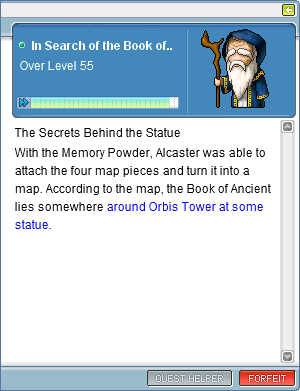 In Search of the Book of..
Over Level 55
The Secrets Behind the Statue
With the Memory Powder, Alcaster was able to
attach the four map pieces and turn it into a
map. According to the map, the Book of Ancient
lies somewhere around Orbis Tower at some
statue.
QUEST HELPER
FORFEIT